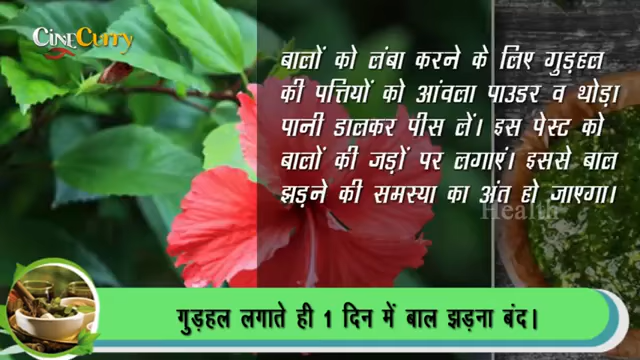 CINECURRY
बालों को लंबा करने के लिए गुड़हल
की पत्तियों को आंवला पाउडर व थोड़ा
पानी डालकर पीस लें। इस पेस्ट को
बालों की जड़ों पर लगाएं। इससे बाल
झड़ने की समस्या का अंत हो जाएगा।
Health
गुड़हल लगाते ही 1 दिन में बाल झड़ना बंद।